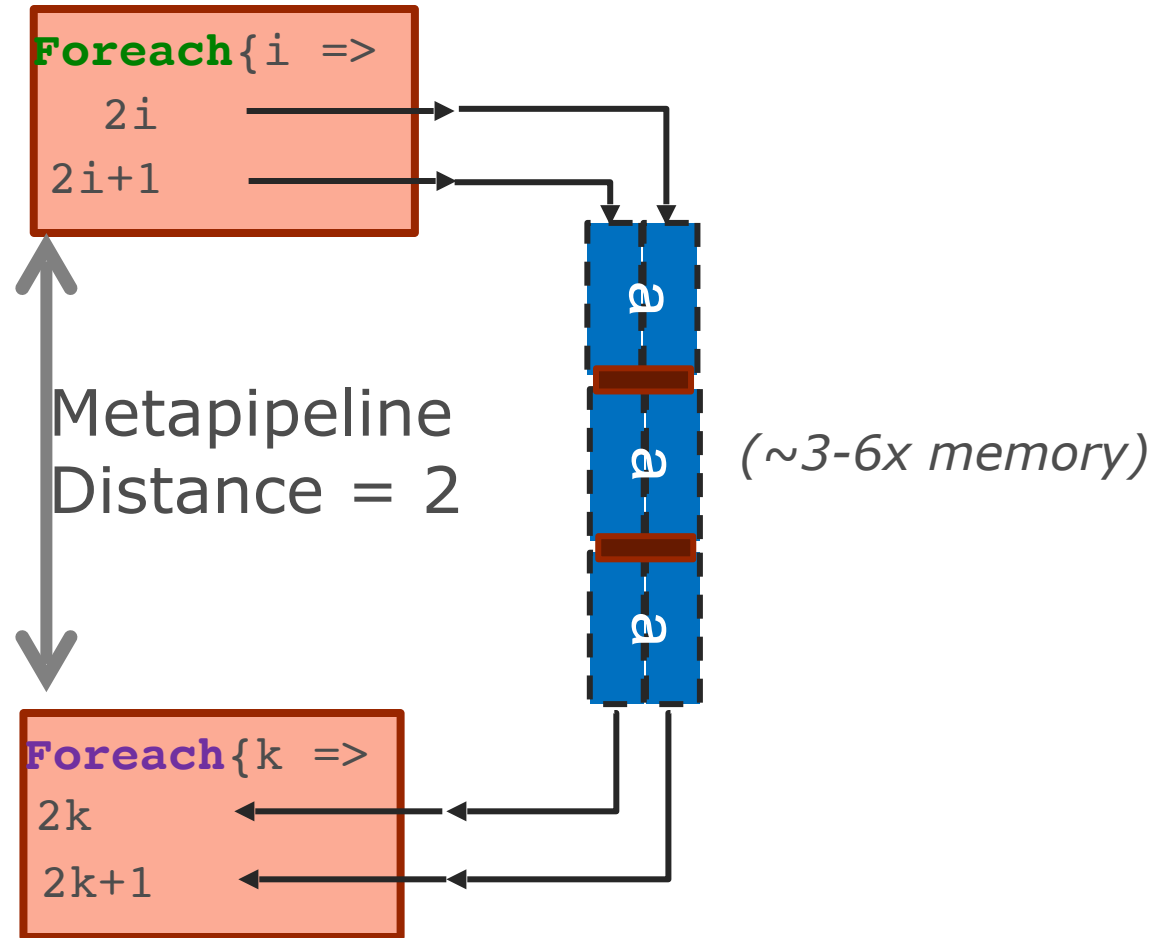 Foreach{i =>
2i
2i+1
a
a
a
Metapipeline
Distance = 2
(~3-6x memory)
Foreach{k =>
2k
2k+1